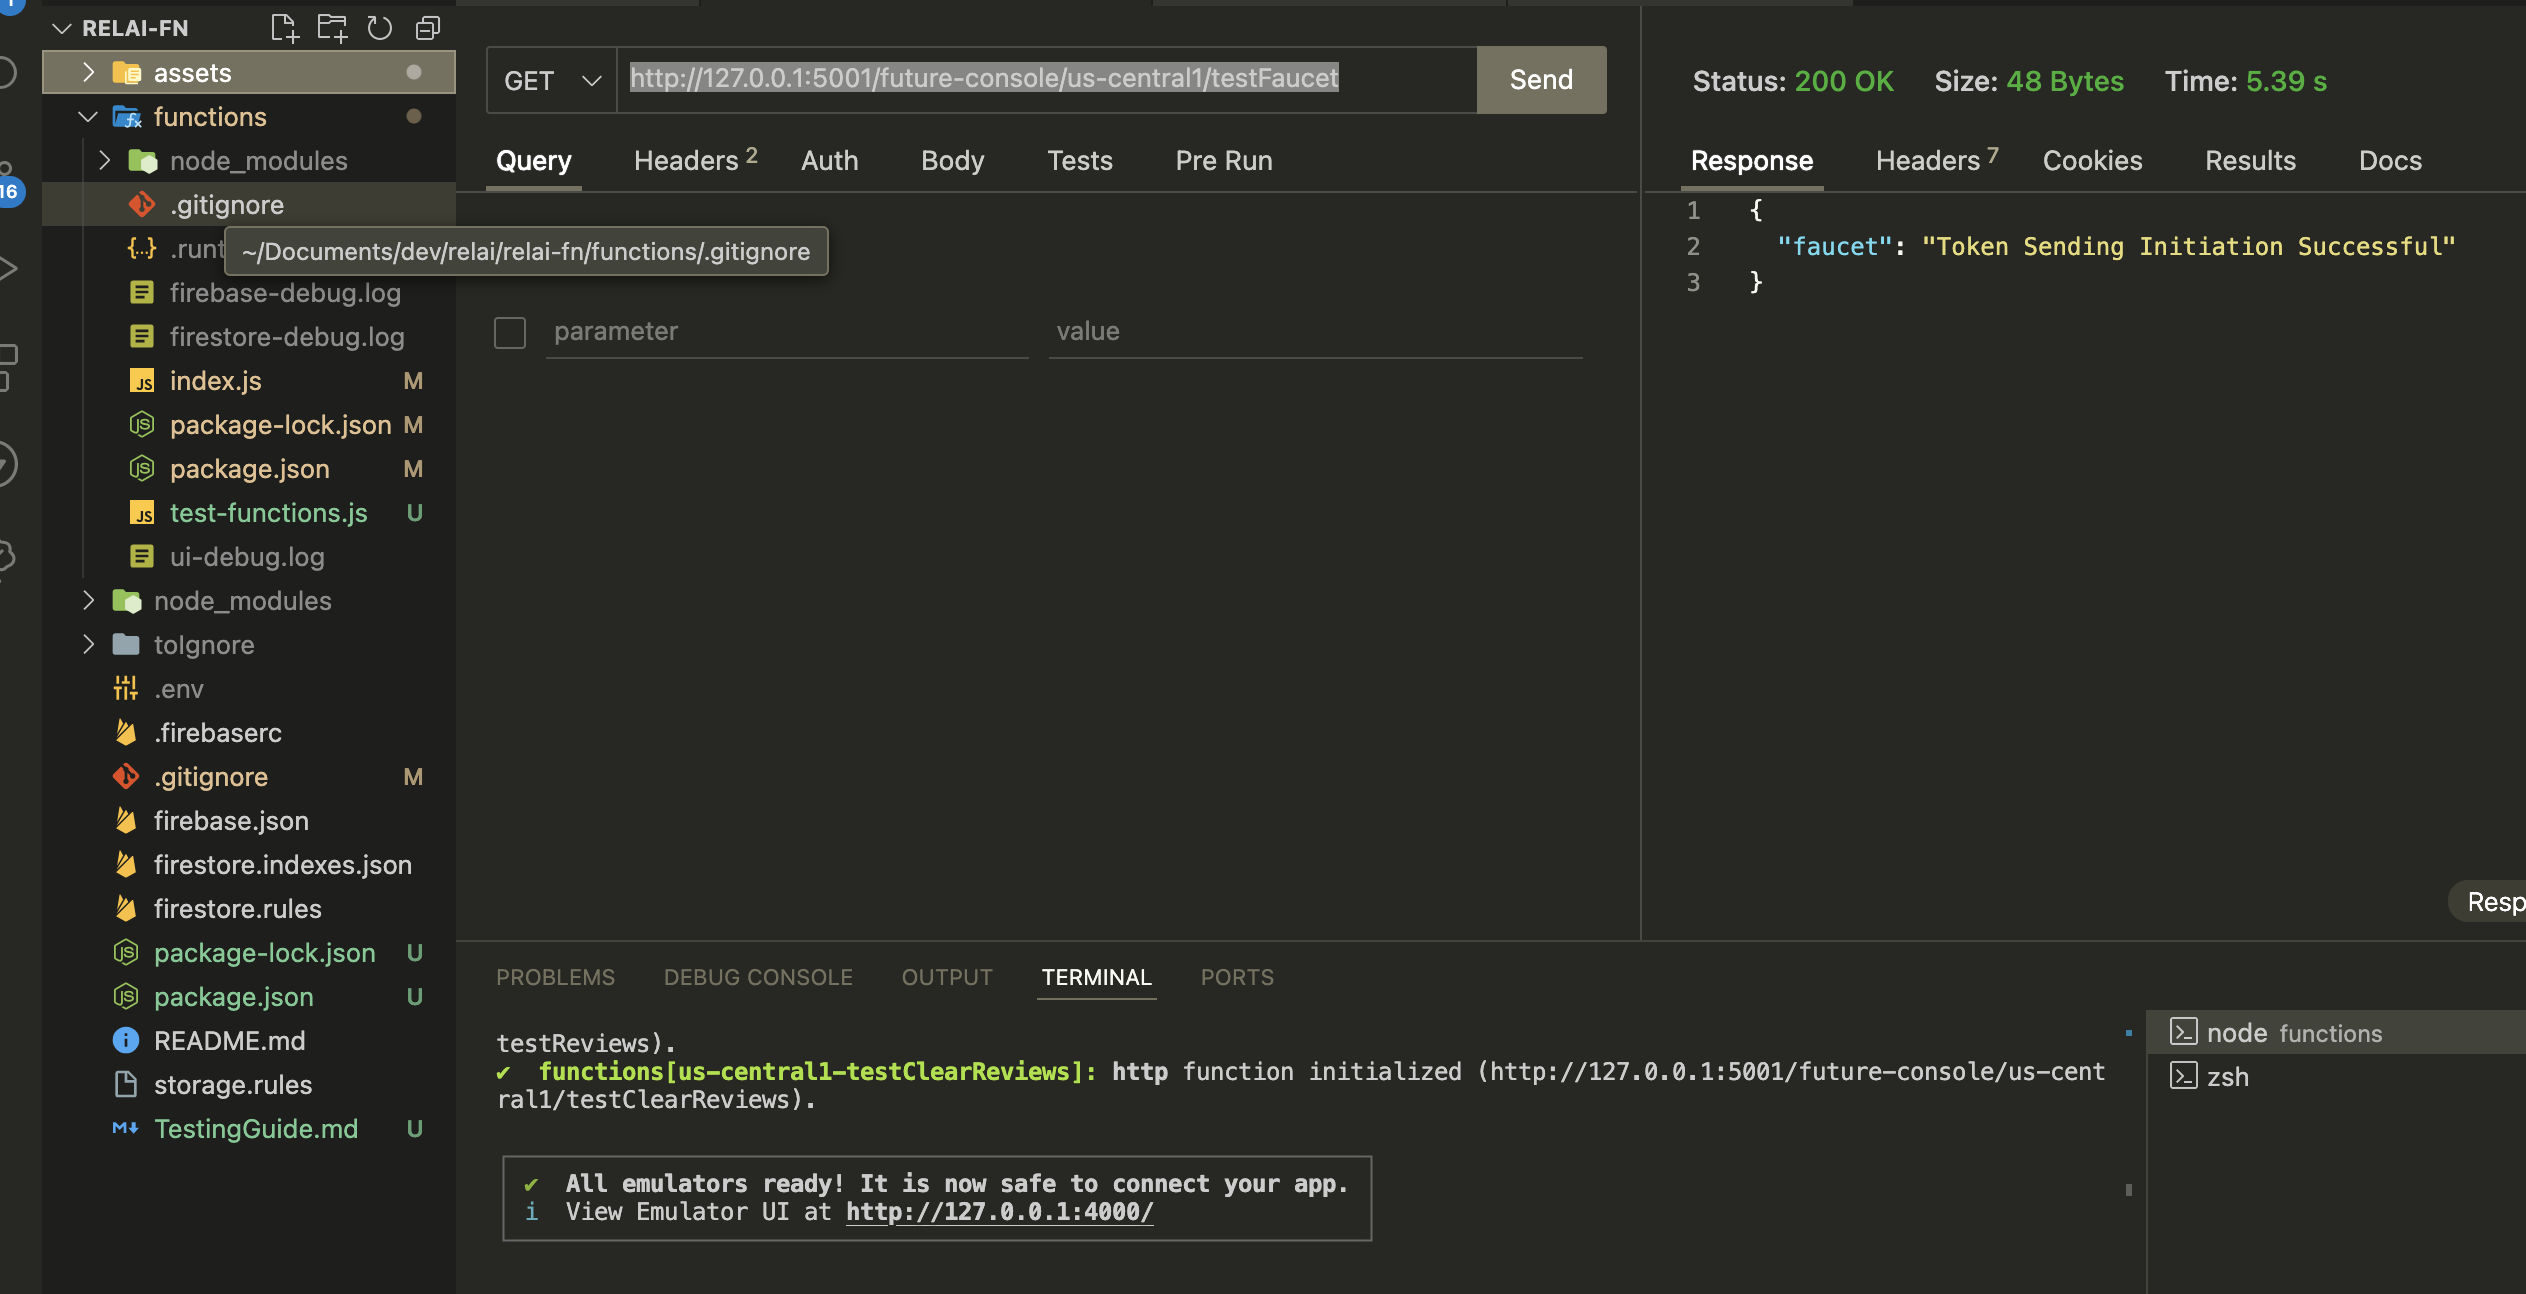 RELAI-FN
assets
functions
node_modules
.gitignore
.runt
~/Documents/dev/relai/relai-fn/functions/.gitignore
firebase-debug.log
firestore-debug.log
index.js M
package-lock.json M
package.json M
test-functions.js U
ui-debug.log
node_modules
toIgnore
.env
.firebaserc
.gitignore M
firebase.json
firestore.indexes.json
firestore.rules
package-lock.json U
package.json U
README.md
storage.rules
TestingGuide.md U
16
GET
http://127.0.0.1:5001/future-console/us-central1/testFaucet
Send
Query Headers 2 Auth Body Tests Pre Run
parameter value
Status: 200 OK Size: 48 Bytes Time: 5.39 s
Response Headers 7 Cookies Results Docs
1 {
2 "faucet": "Token Sending Initiation Successful"
3 }
Resp
PROBLEMS DEBUG CONSOLE OUTPUT TERMINAL PORTS
testReviews).
✔ functions[us-central1-testClearReviews]: http function initialized (http://127.0.0.1:5001/future-console/us-cent
ral1/testClearReviews).
✔ All emulators ready! It is now safe to connect your app.
i View Emulator UI at http://127.0.0.1:4000/
node functions
zsh